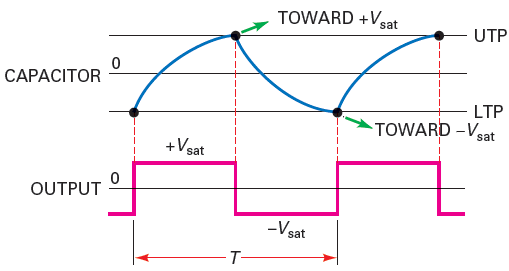 TOWARD +Vsat
UTP
0
CAPACITOR
LTP
TOWARD −Vsat
+Vsat
0
OUTPUT
−Vsat
T